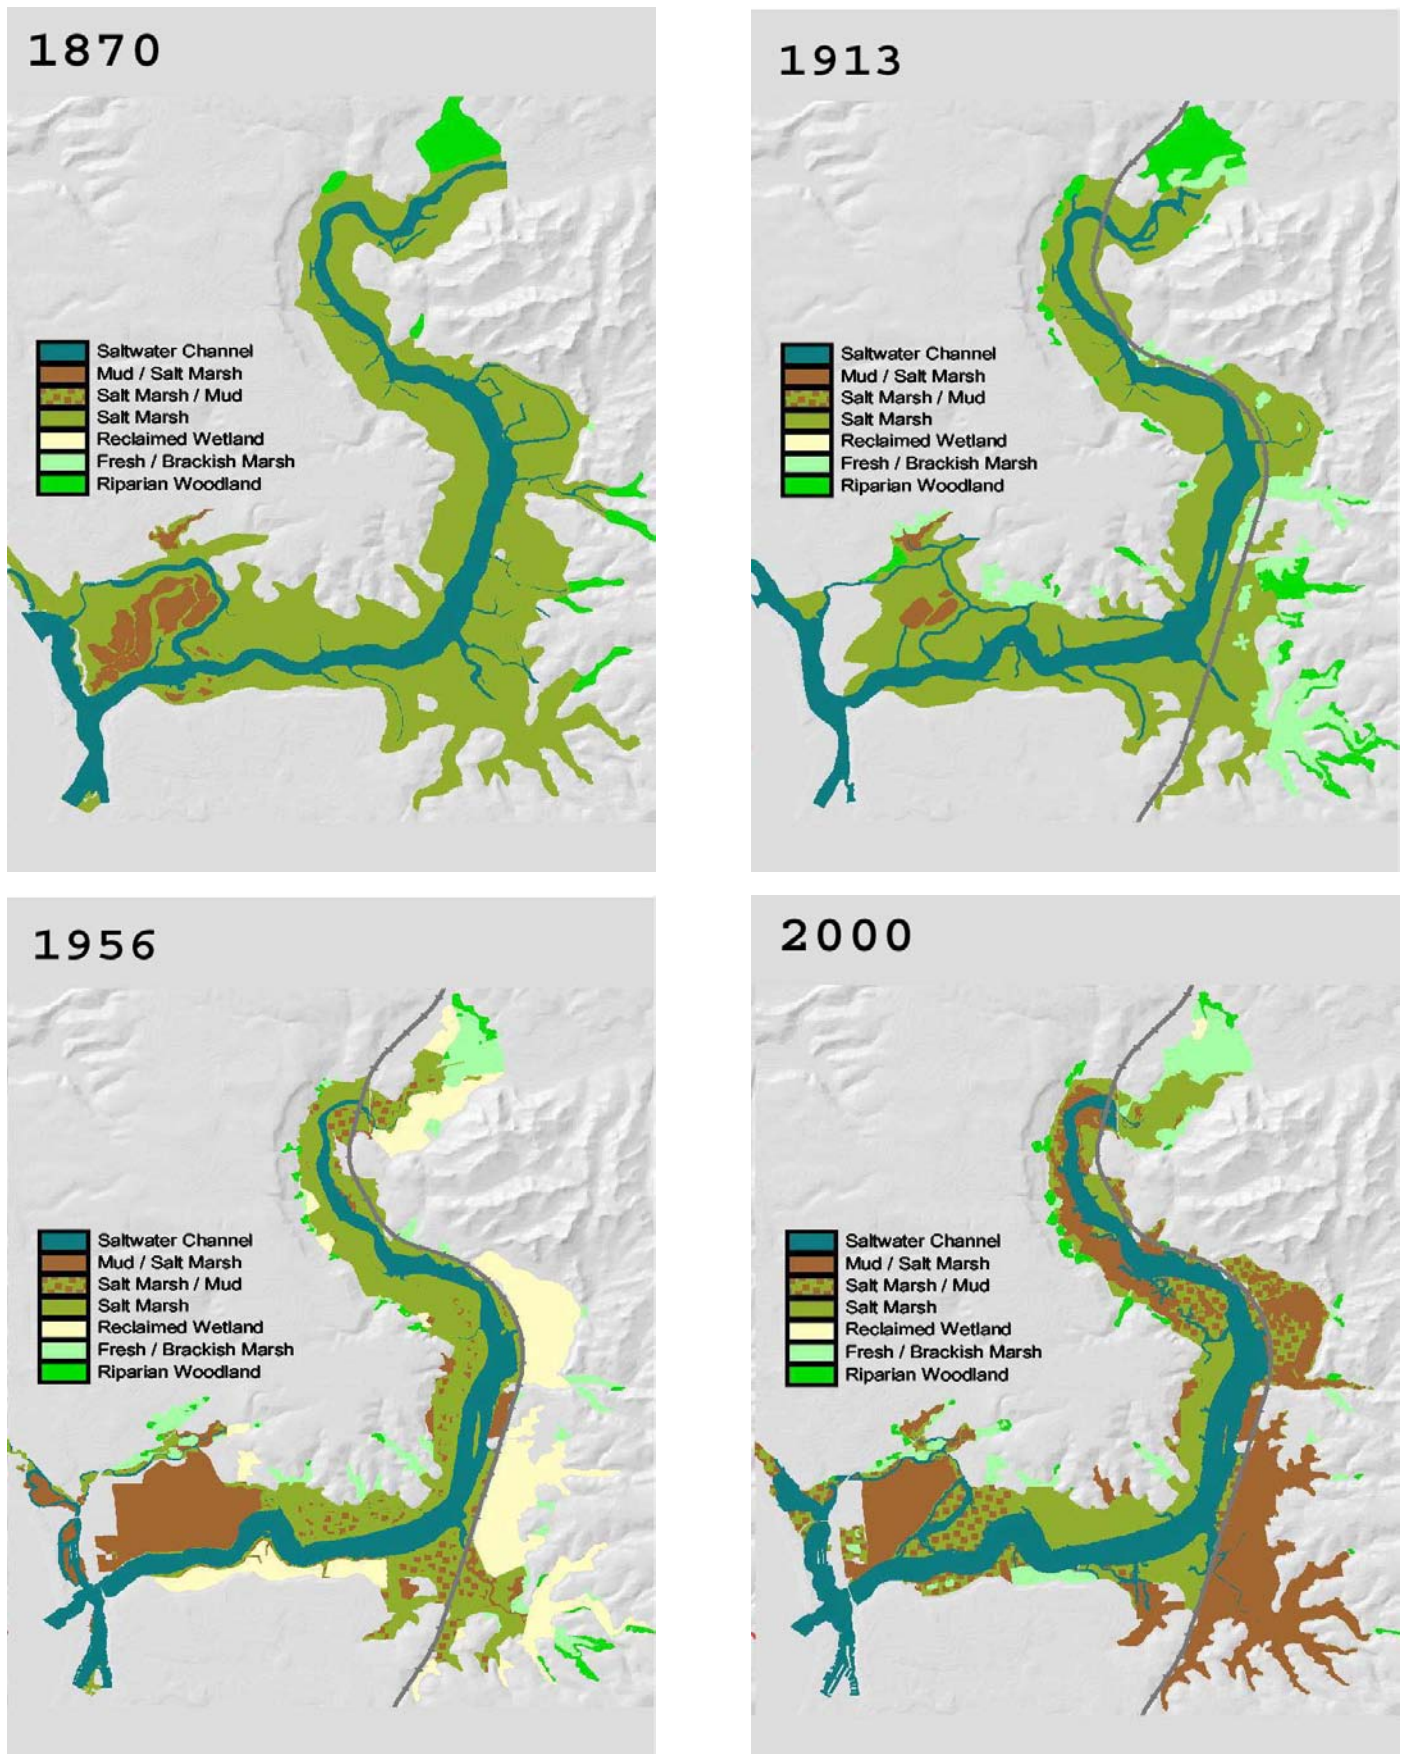 1870
Saltwater Channel
Mud / Salt Marsh
Salt Marsh / Mud
Salt Marsh
Reclaimed Wetland
Fresh / Brackish Marsh
Riparian Woodland
1913
Saltwater Channel
Mud / Salt Marsh
Salt Marsh / Mud
Salt Marsh
Reclaimed Wetland
Fresh / Brackish Marsh
Riparian Woodland
1956
Saltwater Channel
Mud / Salt Marsh
Salt Marsh / Mud
Salt Marsh
Reclaimed Wetland
Fresh / Brackish Marsh
Riparian Woodland
2000
Saltwater Channel
Mud / Salt Marsh
Salt Marsh / Mud
Salt Marsh
Reclaimed Wetland
Fresh / Brackish Marsh
Riparian Woodland